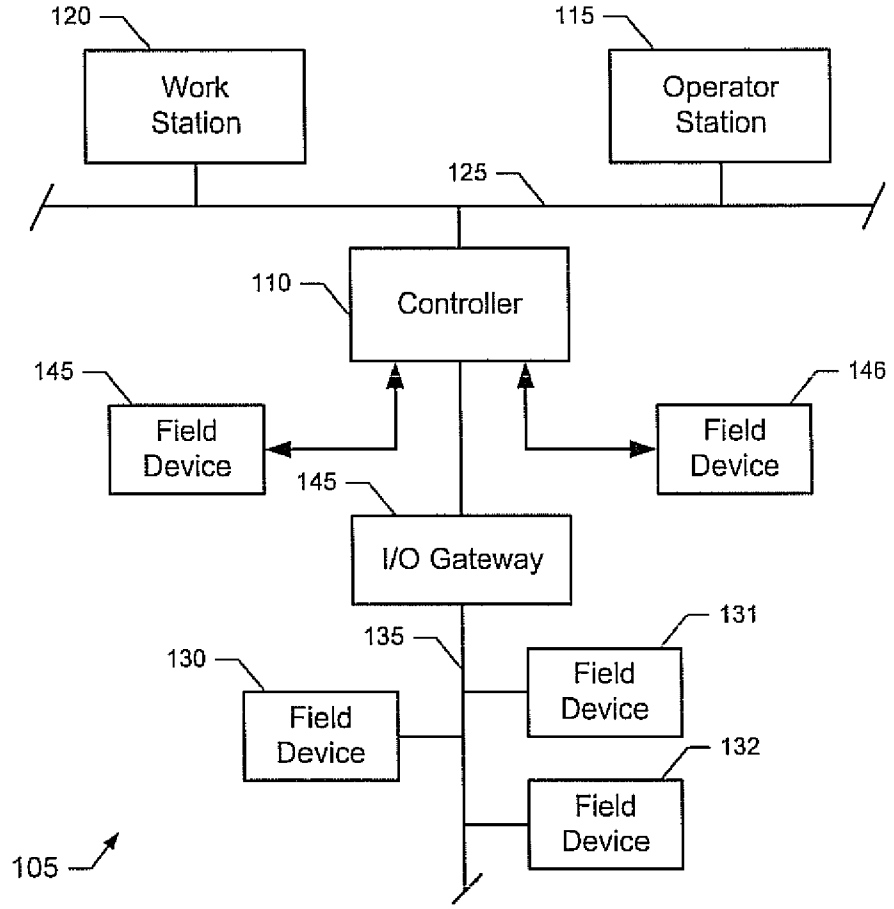 120
115
Work
Station
Operator
Station
125
110
Controller
145
146
Field
Device
Field
Device
145
I/O Gateway
135
131
130
Field
Device
Field
Device
132
Field
Device
105